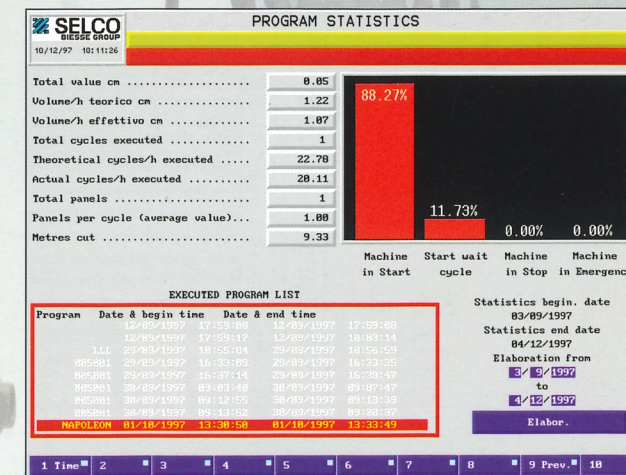 SELCO
BIESSE GROUP
10/12/97 10:11:26
PROGRAM STATISTICS
Total value cm .................... 0.05
Volume/h teorico cm ............... 1.22
Volume/h effettivo cm ............. 1.07
Total cycles executed ............. 1
Theoretical cycles/h executed ..... 22.78
Actual cycles/h executed .......... 20.11
Total panels ...................... 1
Panels per cycle (average value)... 1.00
Metres cut ........................ 9.33
88.27%
11.73%
0.00%
0.00%
Machine in Start
Start wait cycle
Machine in Stop
Machine in Emergenc
EXECUTED PROGRAM LIST
Program Date & begin time Date & end time
12/09/1997 17:59:08 12/09/1997 17:59:08
12/09/1997 17:59:17 12/09/1997 18:03:14
LLL 29/09/1997 10:55:04 29/09/1997 10:56:59
005001 29/09/1997 16:33:09 29/09/1997 16:33:35
005001 29/09/1997 16:37:14 29/09/1997 16:38:47
005001 30/09/1997 09:03:40 30/09/1997 09:07:47
005001 30/09/1997 09:12:55 30/09/1997 09:13:39
005001 30/09/1997 09:13:52 30/09/1997 09:20:37
NAPOLEON 01/10/1997 13:30:50 01/10/1997 13:33:49
Statistics begin. date
03/09/1997
Statistics end date
04/12/1997
Elaboration from
3/ 9/1997
to
4/12/1997
Elabor.
1 Time 2 3 4 5 6 7 8 9 Prev. 10